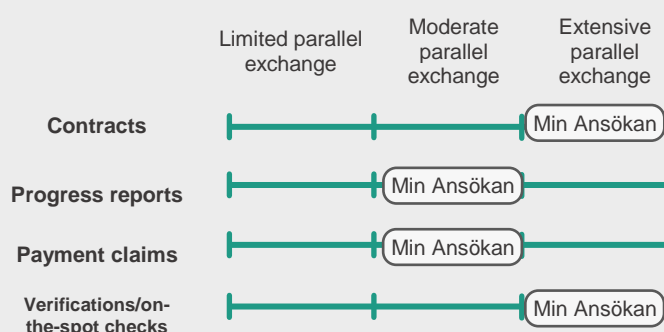 Limited parallel
exchange
Moderate
parallel
exchange
Extensive
parallel
exchange
Contracts
Min Ansökan
Progress reports
Min Ansökan
Payment claims
Min Ansökan
Verifications/on-
the-spot checks
Min Ansökan